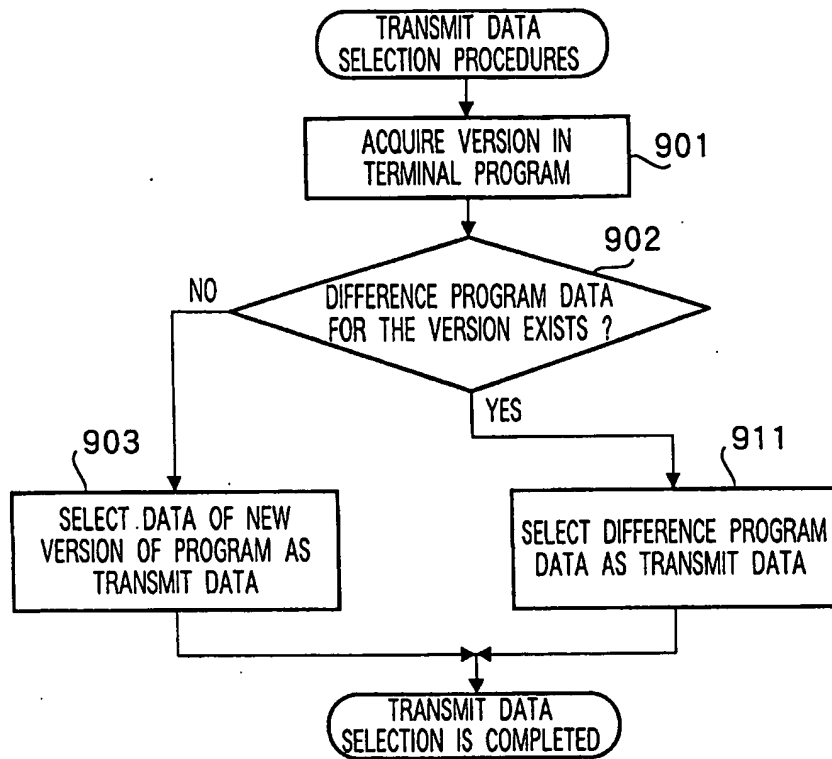 TRANSMIT DATA
SELECTION PROCEDURES
ACQUIRE VERSION IN
TERMINAL PROGRAM
901
902
DIFFERENCE PROGRAM DATA
FOR THE VERSION EXISTS ?
NO
YES
903
SELECT DATA OF NEW
VERSION OF PROGRAM AS
TRANSMIT DATA
911
SELECT DIFFERENCE PROGRAM
DATA AS TRANSMIT DATA
TRANSMIT DATA
SELECTION IS COMPLETED